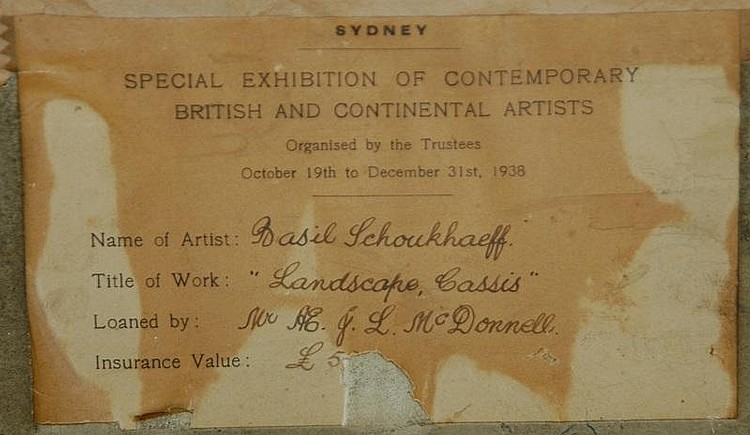 SYDNEY
SPECIAL EXHIBITION OF CONTEMPORARY
BRITISH AND CONTINENTAL ARTISTS
Organised by the Trustees
October 19th to December 31st, 1938
Name of Artist: Basil Schoukhaeff.
Title of Work: "Landscape, Cassis"
Loaned by: Mr Æ. J. L. McDonnell.
Insurance Value: £ 5